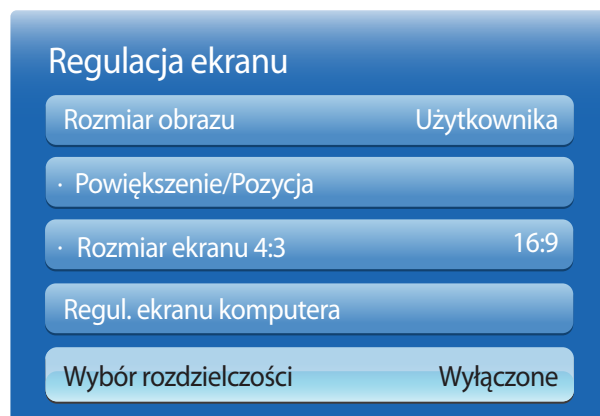 Regulacja ekranu
Rozmiar obrazu Użytkownika
· Powiększenie/Pozycja
· Rozmiar ekranu 4:3 16:9
Regul. ekranu komputera
Wybór rozdzielczości Wyłączone